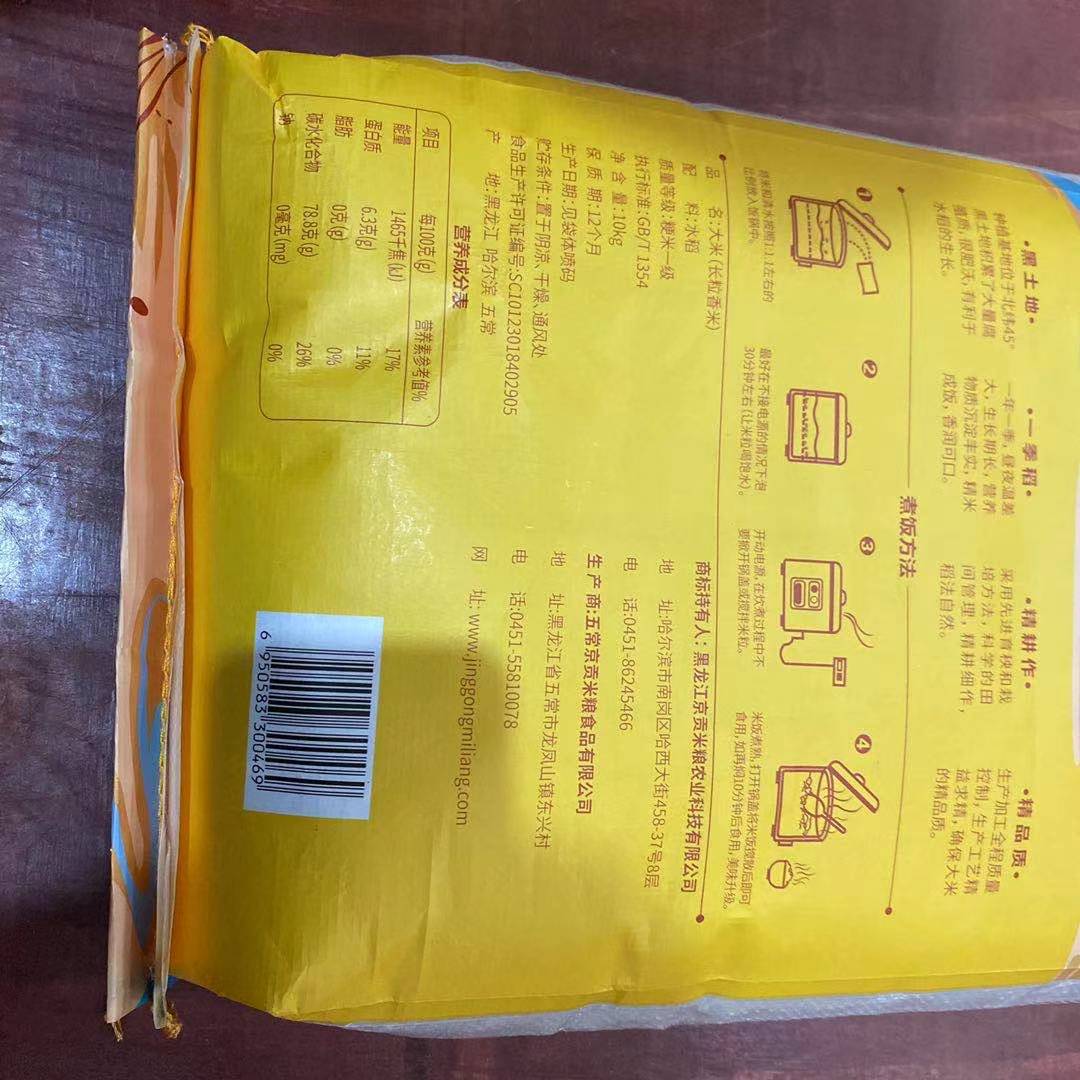 •黑土地•
种植基地位于北纬45°
黑土地积累了大量腐
殖质,很肥沃,有利于
水稻的生长。
•一季稻•
一年一季,昼夜温差
大,生长期长,营养
物质沉淀丰实,精米
成饭,香润可口。
•精耕作•
采用先进育秧和栽
培方法,科学的田
间管理,精耕细作,
稻法自然。
•精品质•
生产加工全程质量
控制,生产工艺精
益求精,确保大米
的精品质。
煮饭方法
1
将米和清水按照1:1.1左右的
比例放入饭锅中。
2
最好在不接电源的情况下泡
30分钟左右(让米粒喝饱水)。
3
开动电源,在炊煮过程中不
要掀开锅盖或搅拌米粒。
4
米饭煮熟,打开锅盖将米饭搅散后即可
食用,如再焖10分钟后食用,美味升级。
品 名:大米(长粒香米)
配 料:水稻
质量等级:粳米一级
执行标准:GB/T 1354
净含量:10kg
保质期:12个月
生产日期:见袋体喷码
贮存条件:置于阴凉、干燥、通风处
食品生产许可证编号:SC10123018402905
产 地:黑龙江 哈尔滨 五常
营养成分表
项目 每100克(g) 营养素参考值%
能量 1465千焦(kJ) 17%
蛋白质 6.3克(g) 11%
脂肪 0克(g) 0%
碳水化合物 78.8克(g) 26%
钠 0毫克(mg) 0%
商标持有人:黑龙江京贡米粮农业科技有限公司
地 址:哈尔滨市南岗区哈西大街458-37号8层
电 话:0451-86245466
生产商:五常京贡米粮食品有限公司
地 址:黑龙江省五常市龙凤山镇东兴村
电 话:0451-55810078
网 址:www.jinggongmiliang.com
6 950583 300469